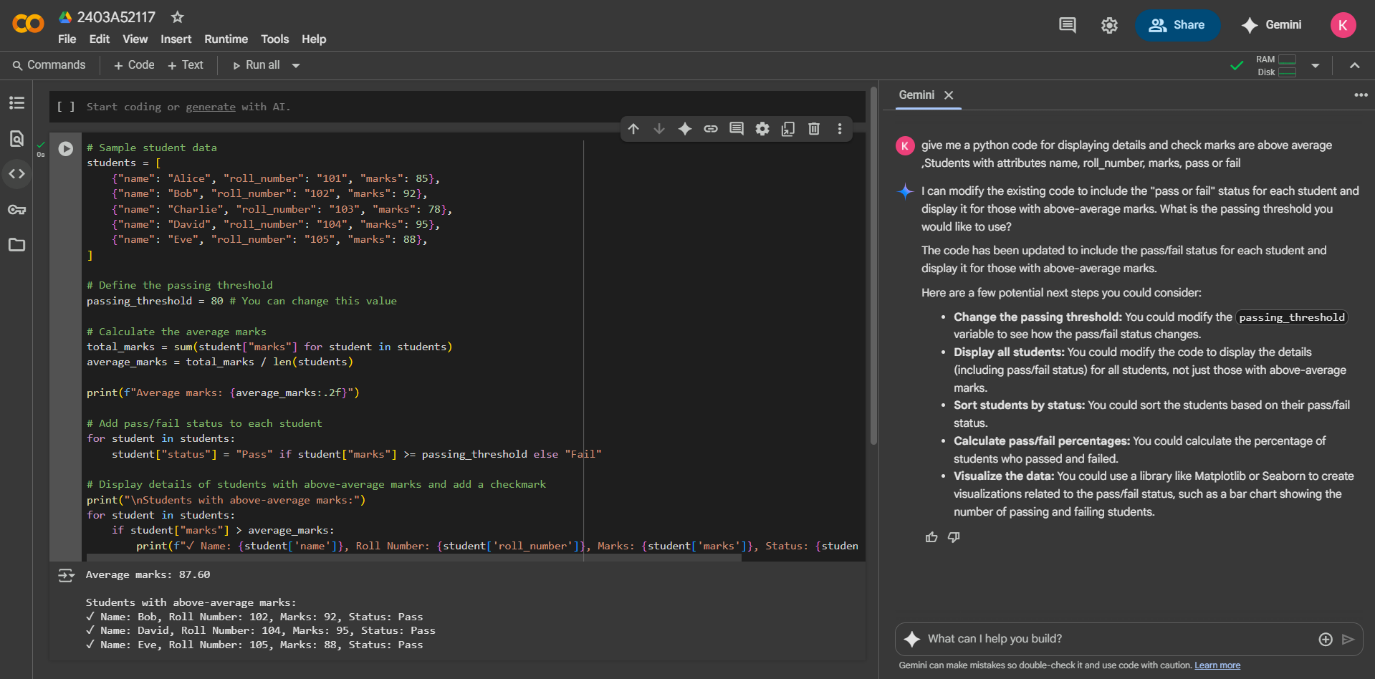 2403A52117
File Edit View Insert Runtime Tools Help
Share
Gemini
K
Commands + Code + Text Run all
RAM
Disk
[ ] Start coding or generate with AI.
0s
# Sample student data
students = [
    {"name": "Alice", "roll_number": "101", "marks": 85},
    {"name": "Bob", "roll_number": "102", "marks": 92},
    {"name": "Charlie", "roll_number": "103", "marks": 78},
    {"name": "David", "roll_number": "104", "marks": 95},
    {"name": "Eve", "roll_number": "105", "marks": 88},
]
# Define the passing threshold
passing_threshold = 80 # You can change this value
# Calculate the average marks
total_marks = sum(student["marks"] for student in students)
average_marks = total_marks / len(students)
print(f"Average marks: {average_marks:.2f}")
# Add pass/fail status to each student
for student in students:
    student["status"] = "Pass" if student["marks"] >= passing_threshold else "Fail"
# Display details of students with above-average marks and add a checkmark
print("\nStudents with above-average marks:")
for student in students:
    if student["marks"] > average_marks:
        print(f"✓ Name: {student['name']}, Roll Number: {student['roll_number']}, Marks: {student['marks']}, Status: {studen
Average marks: 87.60
Students with above-average marks:
✓ Name: Bob, Roll Number: 102, Marks: 92, Status: Pass
✓ Name: David, Roll Number: 104, Marks: 95, Status: Pass
✓ Name: Eve, Roll Number: 105, Marks: 88, Status: Pass
Gemini
K
give me a python code for displaying details and check marks are above average
,Students with attributes name, roll_number, marks, pass or fail
I can modify the existing code to include the "pass or fail" status for each student and
display it for those with above-average marks. What is the passing threshold you
would like to use?
The code has been updated to include the pass/fail status for each student and
display it for those with above-average marks.
Here are a few potential next steps you could consider:
• Change the passing threshold: You could modify the passing_threshold
variable to see how the pass/fail status changes.
• Display all students: You could modify the code to display the details
(including pass/fail status) for all students, not just those with above-average
marks.
• Sort students by status: You could sort the students based on their pass/fail
status.
• Calculate pass/fail percentages: You could calculate the percentage of
students who passed and failed.
• Visualize the data: You could use a library like Matplotlib or Seaborn to create
visualizations related to the pass/fail status, such as a bar chart showing the
number of passing and failing students.
What can I help you build?
Gemini can make mistakes so double-check it and use code with caution. Learn more